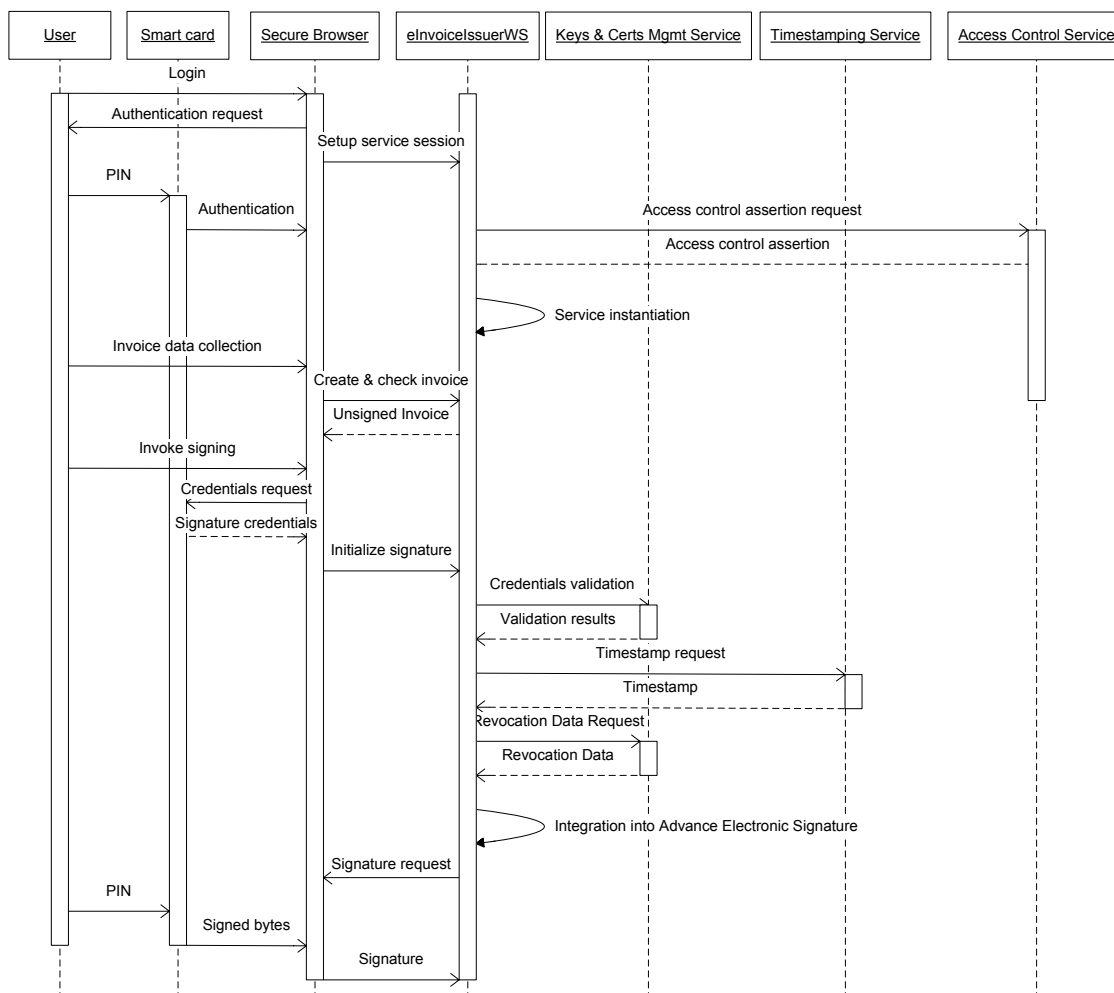 User
Smart card
Secure Browser
eInvoiceIssuerWS
Keys & Certs Mgmt Service
Timestamping Service
Access Control Service
Login
Authentication request
Setup service session
PIN
Authentication
Access control assertion request
Access control assertion
Service instantiation
Invoice data collection
Create & check invoice
Unsigned Invoice
Invoke signing
Credentials request
Signature credentials
Initialize signature
Credentials validation
Validation results
Timestamp request
Timestamp
Revocation Data Request
Revocation Data
Integration into Advance Electronic Signature
Signature request
PIN
Signed bytes
Signature